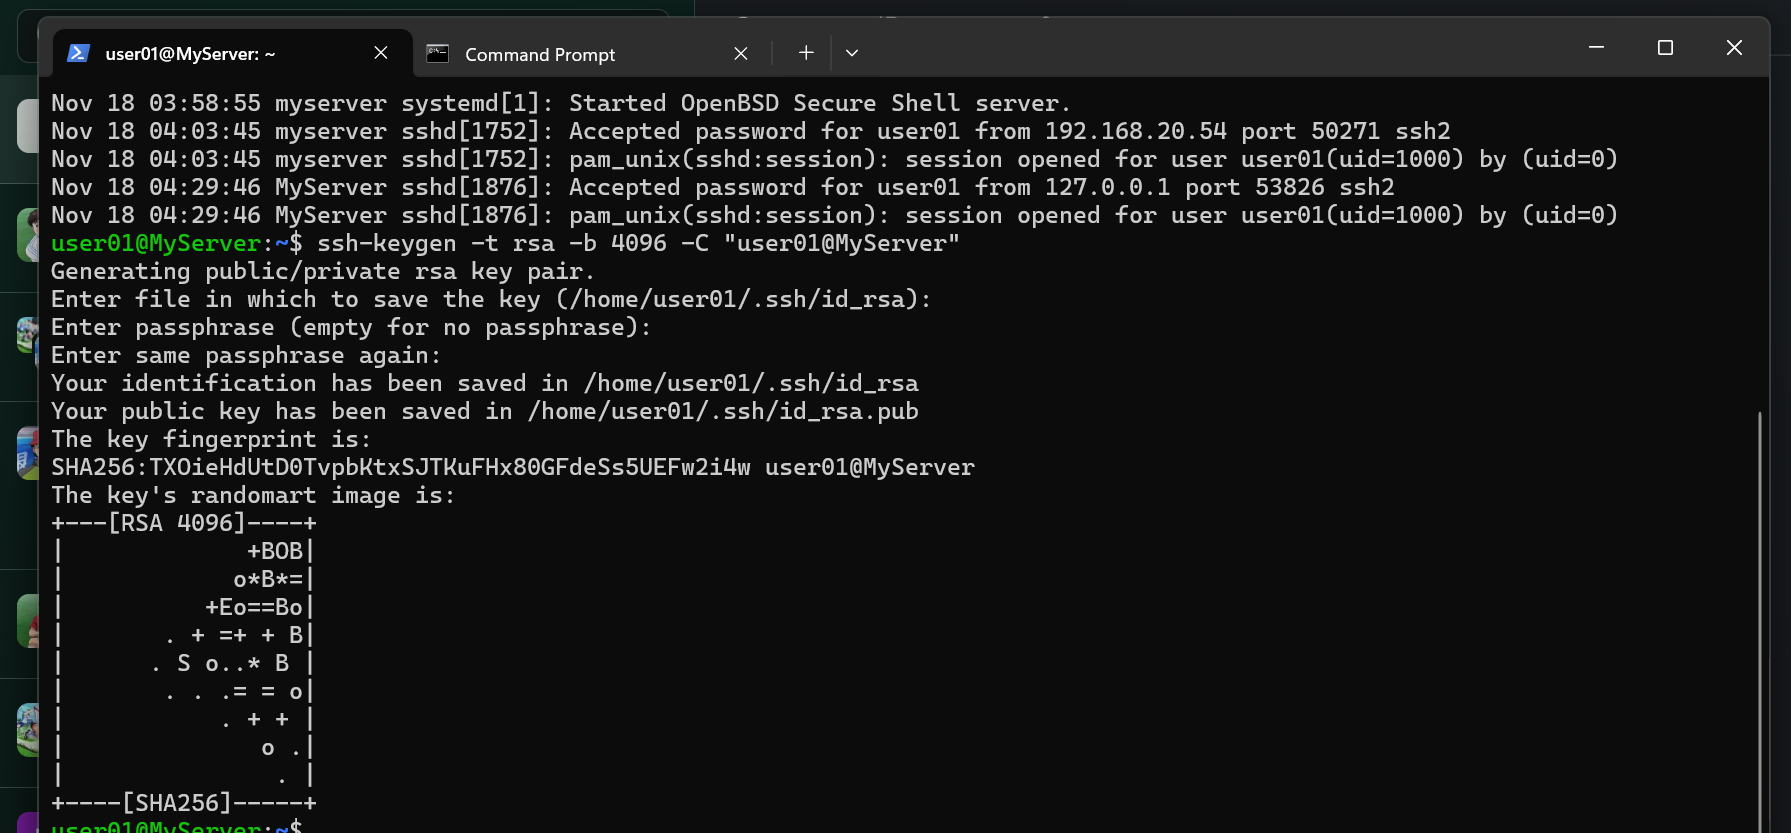 user01@MyServer: ~
Command Prompt
Nov 18 03:58:55 myserver systemd[1]: Started OpenBSD Secure Shell server.
Nov 18 04:03:45 myserver sshd[1752]: Accepted password for user01 from 192.168.20.54 port 50271 ssh2
Nov 18 04:03:45 myserver sshd[1752]: pam_unix(sshd:session): session opened for user user01(uid=1000) by (uid=0)
Nov 18 04:29:46 MyServer sshd[1876]: Accepted password for user01 from 127.0.0.1 port 53826 ssh2
Nov 18 04:29:46 MyServer sshd[1876]: pam_unix(sshd:session): session opened for user user01(uid=1000) by (uid=0)
user01@MyServer:~$ ssh-keygen -t rsa -b 4096 -C "user01@MyServer"
Generating public/private rsa key pair.
Enter file in which to save the key (/home/user01/.ssh/id_rsa):
Enter passphrase (empty for no passphrase):
Enter same passphrase again:
Your identification has been saved in /home/user01/.ssh/id_rsa
Your public key has been saved in /home/user01/.ssh/id_rsa.pub
The key fingerprint is:
SHA256:TXOieHdUtD0TvpbKtxSJTKuFHx80GFdeSs5UEFw2i4w user01@MyServer
The key's randomart image is:
+---[RSA 4096]----+
|             +BOB|
|            o*B*=|
|          +Eo==Bo|
|       . + =+ + B|
|      . S o..* B |
|       . . .= = o|
|           . + + |
|              o .|
|               . |
+----[SHA256]-----+
user01@MyServer:~$